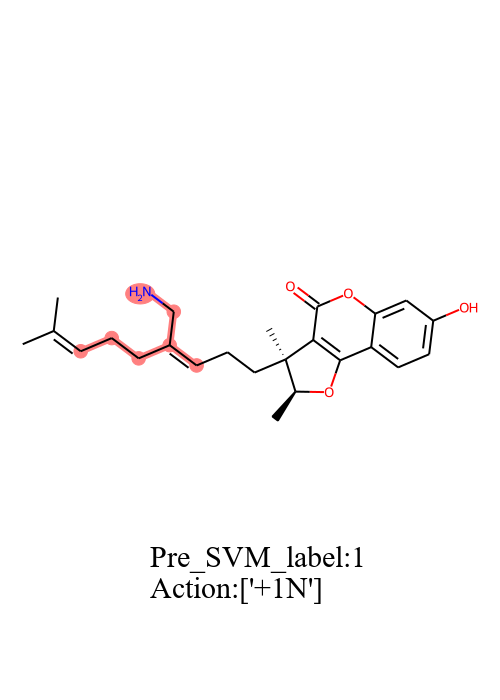 H2N
O
O
OH
O
Pre_SVM_label:1
Action:['+1N']